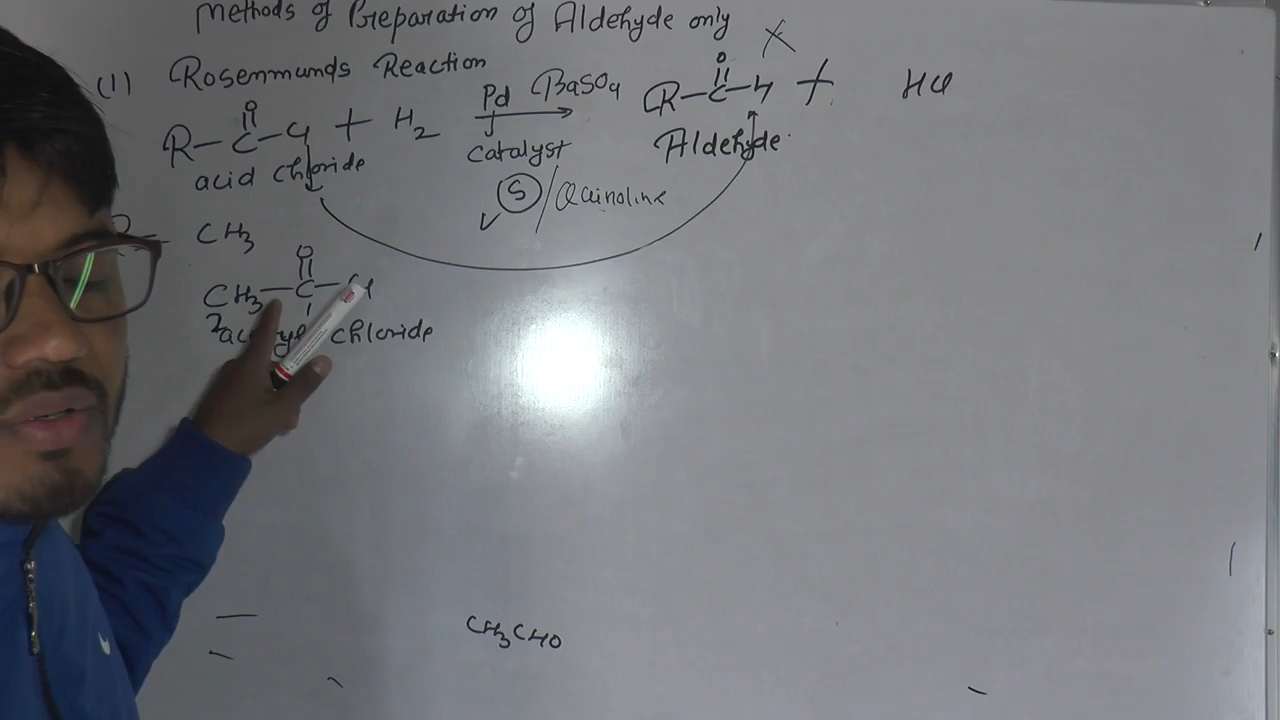 Methods of Preparation of Aldehyde only
(1) Rosenmunds Reaction
R-C(=O)-Cl + H2 → R-C(=O)-H + HCl
Pd BaSO4
catalyst
acid chloride
Aldehyde
S/Quinoline
R- CH3
CH3-C(=O)-Cl
chloride
CH3CHO